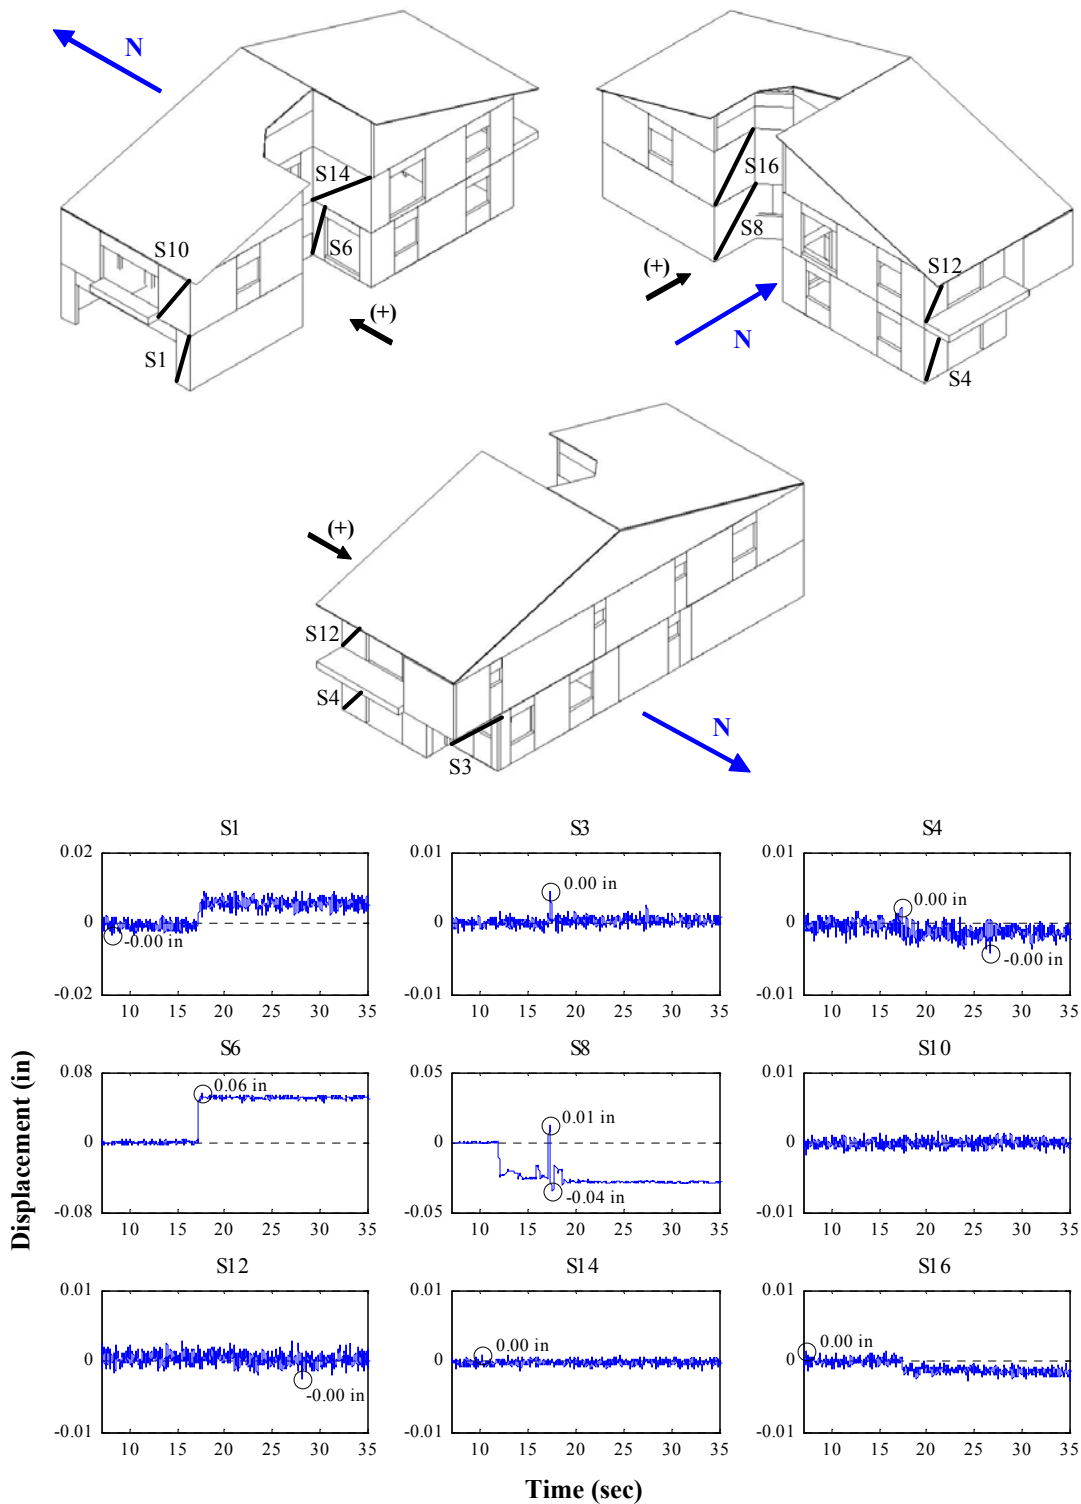 N
S14
S10
S6
(+)
S1
S16
S8
(+)
S12
N
S4
(+)
S12
S4
N
S3
S1 S3 S4
0.02 0.01 0.01
0.00 in 0.00 in
0 0 0
-0.00 in -0.00 in
-0.02 -0.01 -0.01
10 15 20 25 30 35 10 15 20 25 30 35 10 15 20 25 30 35
S6 S8 S10
0.08 0.05 0.01
0.06 in 0.01 in
0 0 0
-0.04 in
-0.08 -0.05 -0.01
10 15 20 25 30 35 10 15 20 25 30 35 10 15 20 25 30 35
S12 S14 S16
0.01 0.01 0.01
0.00 in 0.00 in
0 0 0
-0.00 in
-0.01 -0.01 -0.01
10 15 20 25 30 35 10 15 20 25 30 35 10 15 20 25 30 35
Displacement (in)
Time (sec)